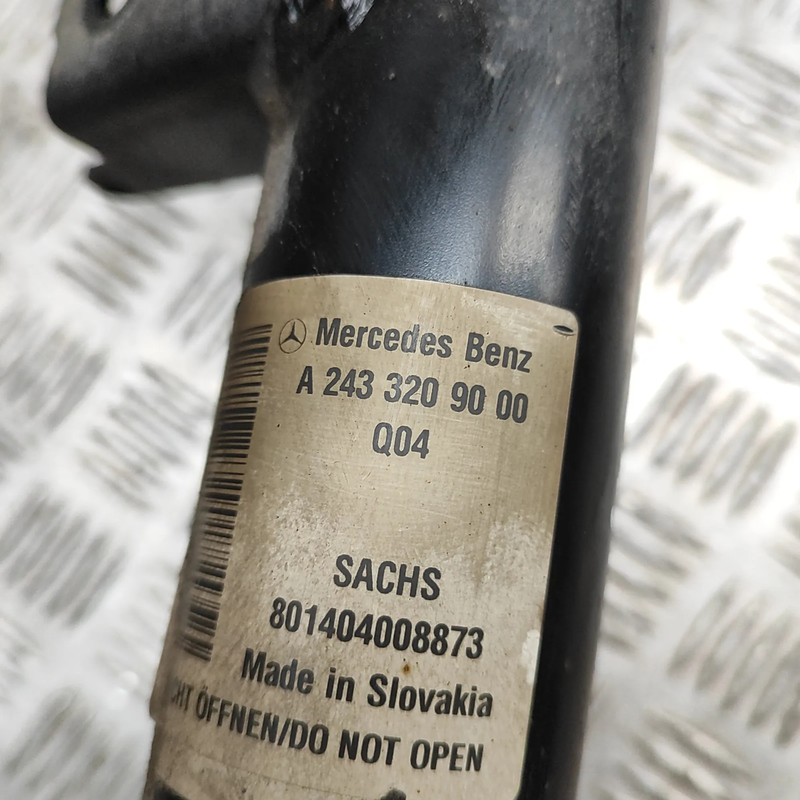 Mercedes Benz
A 243 320 90 00
Q04
SACHS
801404008873
Made in Slovakia
ÖFFNEN/DO NOT OPEN